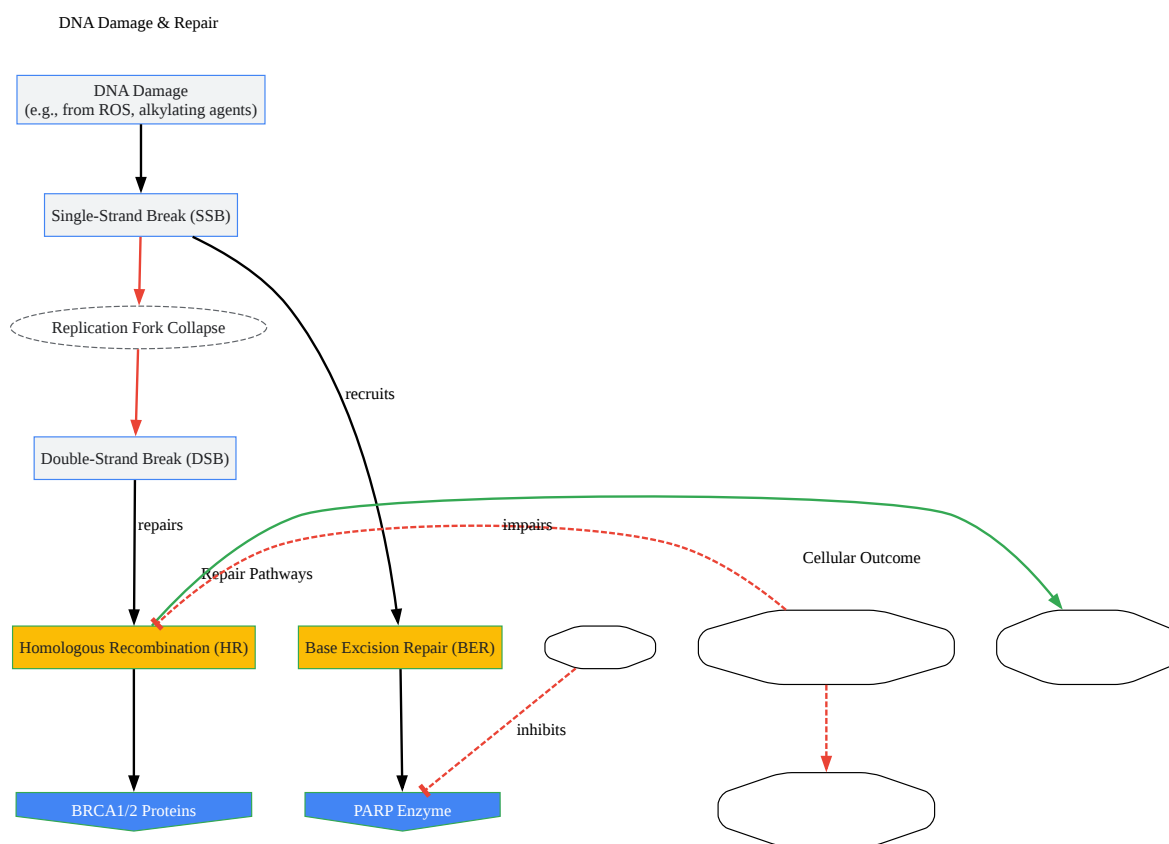 DNA Damage & Repair
DNA Damage
(e.g., from ROS, alkylating agents)
Single-Strand Break (SSB)
Replication Fork Collapse
recruits
Double-Strand Break (DSB)
repairs
impairs
Repair Pathways
Cellular Outcome
Homologous Recombination (HR)
Base Excision Repair (BER)
inhibits
BRCA1/2 Proteins
PARP Enzyme